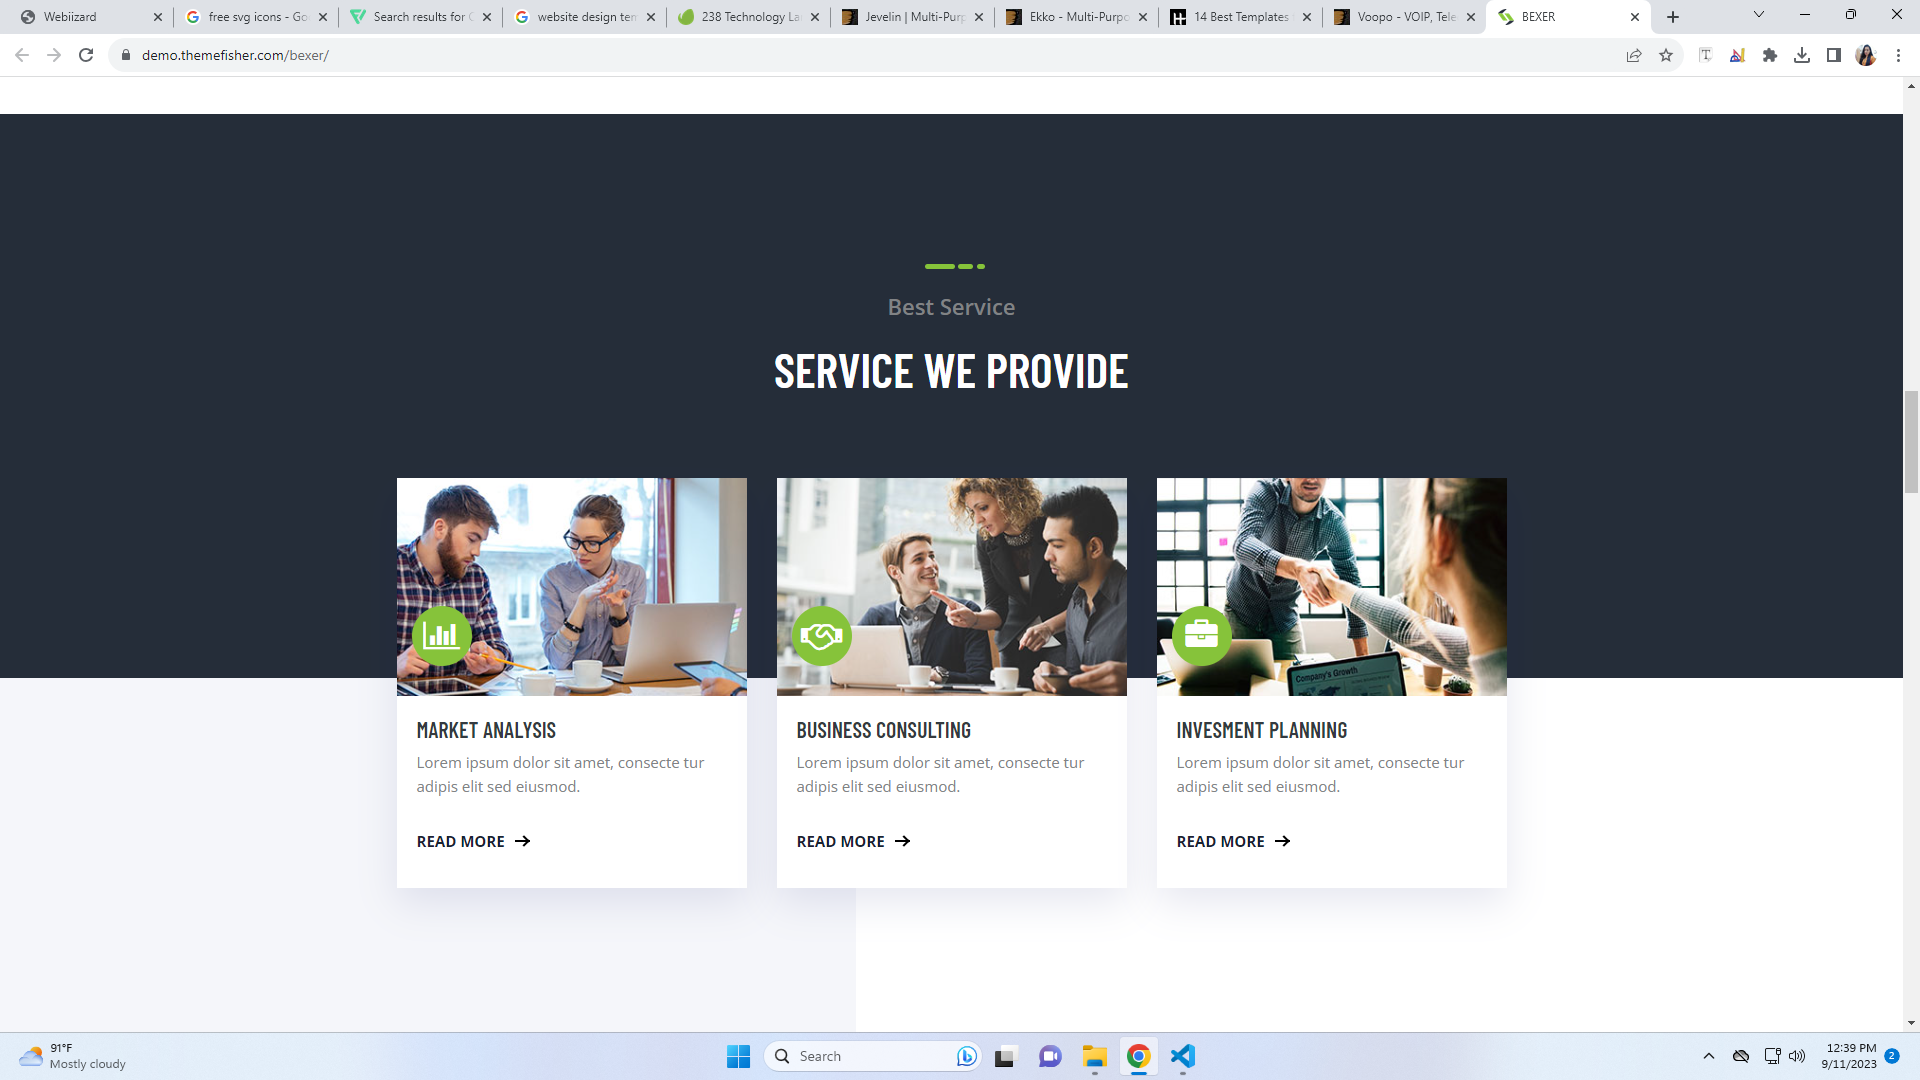 Webiizard
free svg icons - Go
Search results for C
website design ten
238 Technology La
Jevelin | Multi-Purp
Ekko - Multi-Purpo
14 Best Templates
Voopo - VOIP, Tele
BEXER
demo.themefisher.com/bexer/
Best Service
SERVICE WE PROVIDE
Company's Growth
MARKET ANALYSIS
Lorem ipsum dolor sit amet, consecte tur
adipis elit sed eiusmod.
READ MORE
BUSINESS CONSULTING
Lorem ipsum dolor sit amet, consecte tur
adipis elit sed eiusmod.
READ MORE
INVESMENT PLANNING
Lorem ipsum dolor sit amet, consecte tur
adipis elit sed eiusmod.
READ MORE
91°F
Mostly cloudy
Search
12:39 PM
9/11/2023
2